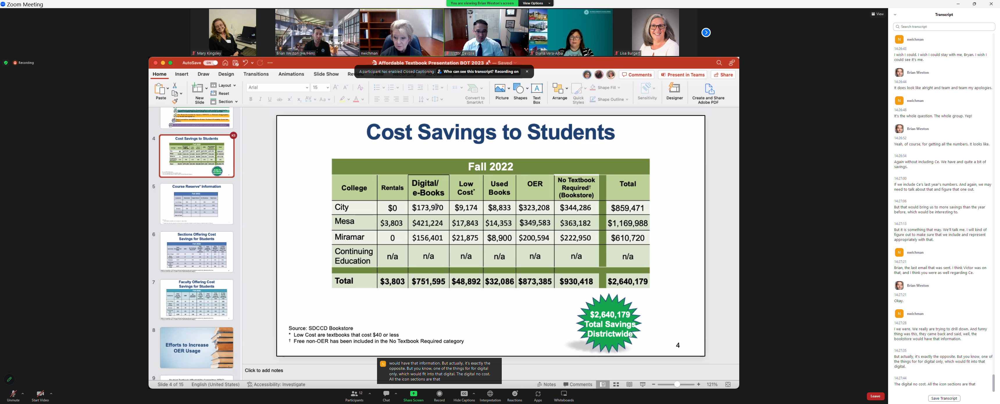 Zoom Meeting
You are viewing Brian Weston's screen
View Options
View
Recording
Mary Kingsley
Brian Weston (He/Him)
nwichman
Victor DeVore
Diana Vera-Alba
Lisa Burgert
AutoSave ON
Affordable Textbook Presentation BOT 2023 — Saved
Home Insert Draw Design Transitions Animations Slide Show
A participant has enabled Closed Captioning Who can see this transcript? Recording on
Comments Present in Teams Share
Paste
New Slide
Layout
Reset
Section
Arial 15
Convert to SmartArt
Picture
Shapes
Text Box
Arrange
Quick Styles
Shape Fill
Shape Outline
Sensitivity
Designer
Create and Share Adobe PDF
4
Cost Savings to Students
KS
5
Course Reserve* Information
6
Sections Offering Cost
Savings for Students
7
Faculty Offering Cost
Savings for Students
8
Efforts to Increase
OER Usage
9
Cost Savings to Students
Fall 2022
College Rentals Digital/ e-Books Low Cost* Used Books OER No Textbook Required† (Bookstore) Total
City $0 $173,970 $9,174 $8,833 $323,208 $344,286 $859,471
Mesa $3,803 $421,224 $17,843 $14,353 $349,583 $363,182 $1,169,988
Miramar 0 $156,401 $21,875 $8,900 $200,594 $222,950 $610,720
Continuing Education n/a n/a n/a n/a n/a n/a n/a
Total $3,803 $751,595 $48,892 $32,086 $873,385 $930,418 $2,640,179
$2,640,179
Total Savings
Districtwide
Source: SDCCD Bookstore
* Low Cost are textbooks that cost $40 or less
† Free non-OER has been included in the No Textbook Required category
4
Click to add notes
would have that information. But actually, it's exactly the
opposite. But you know, one of the things for for digital
only, which would fit into that digital. The digital no cost.
All the icon sections are that
Slide 4 of 15 English (United States) Accessibility: Investigate
Notes Comments 121%
Unmute
Start Video
Participants 12
Chat
Share Screen
Record
Hide Captions
Interpretation
Reactions
Apps
Whiteboards
Leave
Transcript
Search transcript
N nwichman
14:26:43
I wish I could. I wish I could stay with me, Bryan. I wish I
could see it's me.
Brian Weston
14:26:44
It does look like alright and team and team my apologies.
N nwichman
14:26:48
It's the whole question. The whole group. Yep!
Brian Weston
14:26:52
Yeah, of course, for getting all the numbers. It looks like.
14:26:54
Again without including Ce. We have and quite a bit of
savings.
14:27:00
If we include Ce's last year's numbers. And again, we may
need to talk about that and figure that one out.
14:27:06
But that would bring us to more savings than the year
before, which would be interesting to.
14:27:13
But it is something that may. We'll talk me. I will kind of
figure out to make sure that we include and represent
appropriately with that.
N nwichman
14:27:21
Brian, the last email that was sent. I think Victor was on
that, and I think you were as well regarding Ce.
Brian Weston
14:27:21
Okay.
N nwichman
14:27:28
I we were. We really are trying to drill down. And funny
thing was this, they came back and said, well, the
bookstore would have that information.
14:27:35
But actually, it's exactly the opposite. But you know, one of
the things for for digital only, which would fit into that
digital.
14:27:44
The digital no cost. All the icon sections are that
Save Transcript